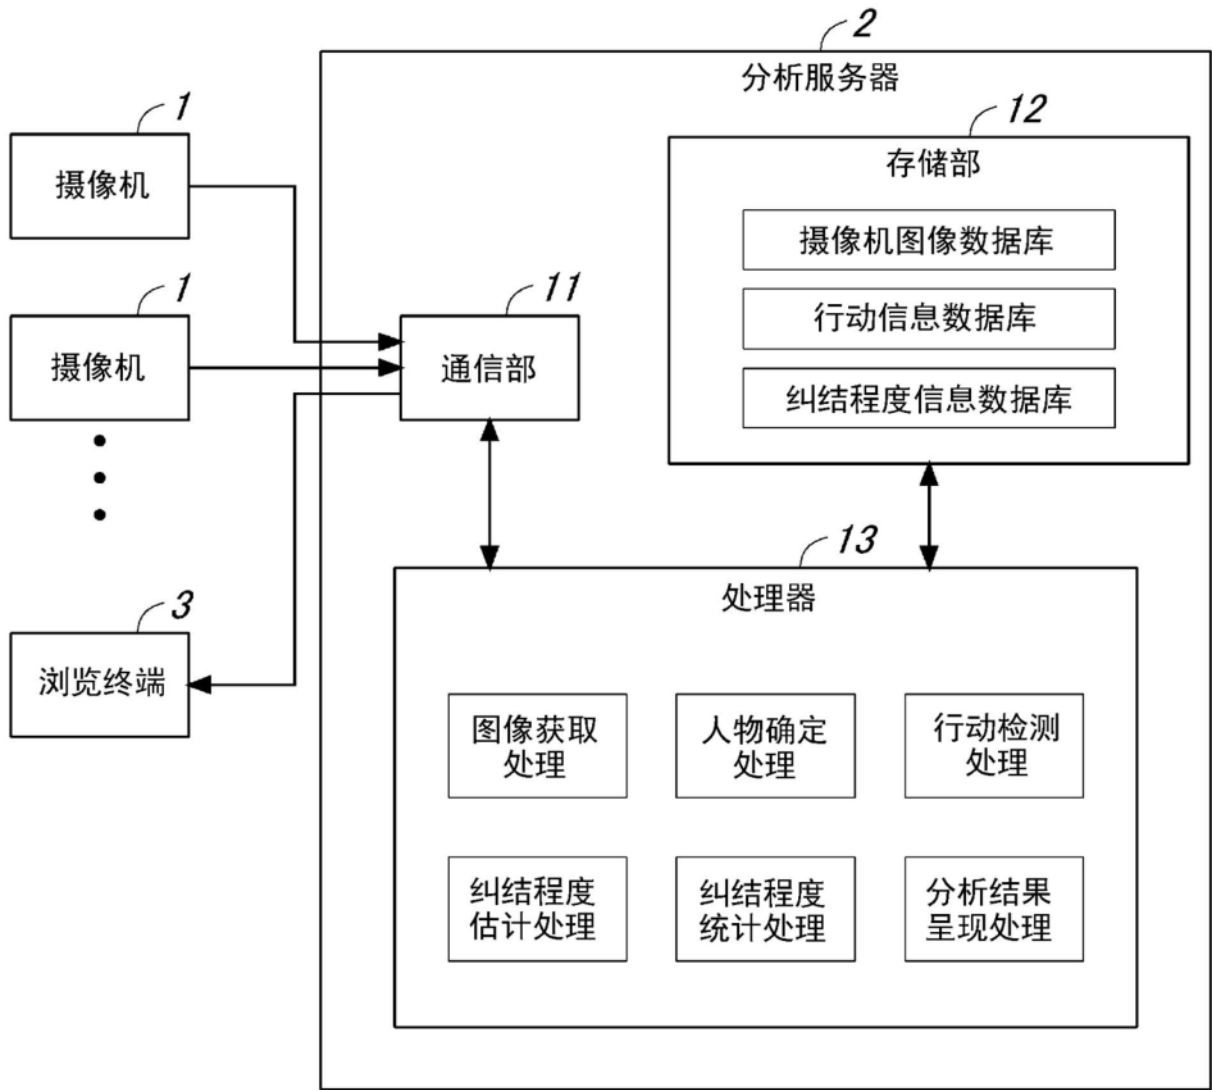 2
分析服务器
1
摄像机
12
存储部
摄像机图像数据库
行动信息数据库
纠结程度信息数据库
1
摄像机
11
通信部
3
浏览终端
13
处理器
图像获取
处理
人物确定
处理
行动检测
处理
纠结程度
估计处理
纠结程度
统计处理
分析结果
呈现处理